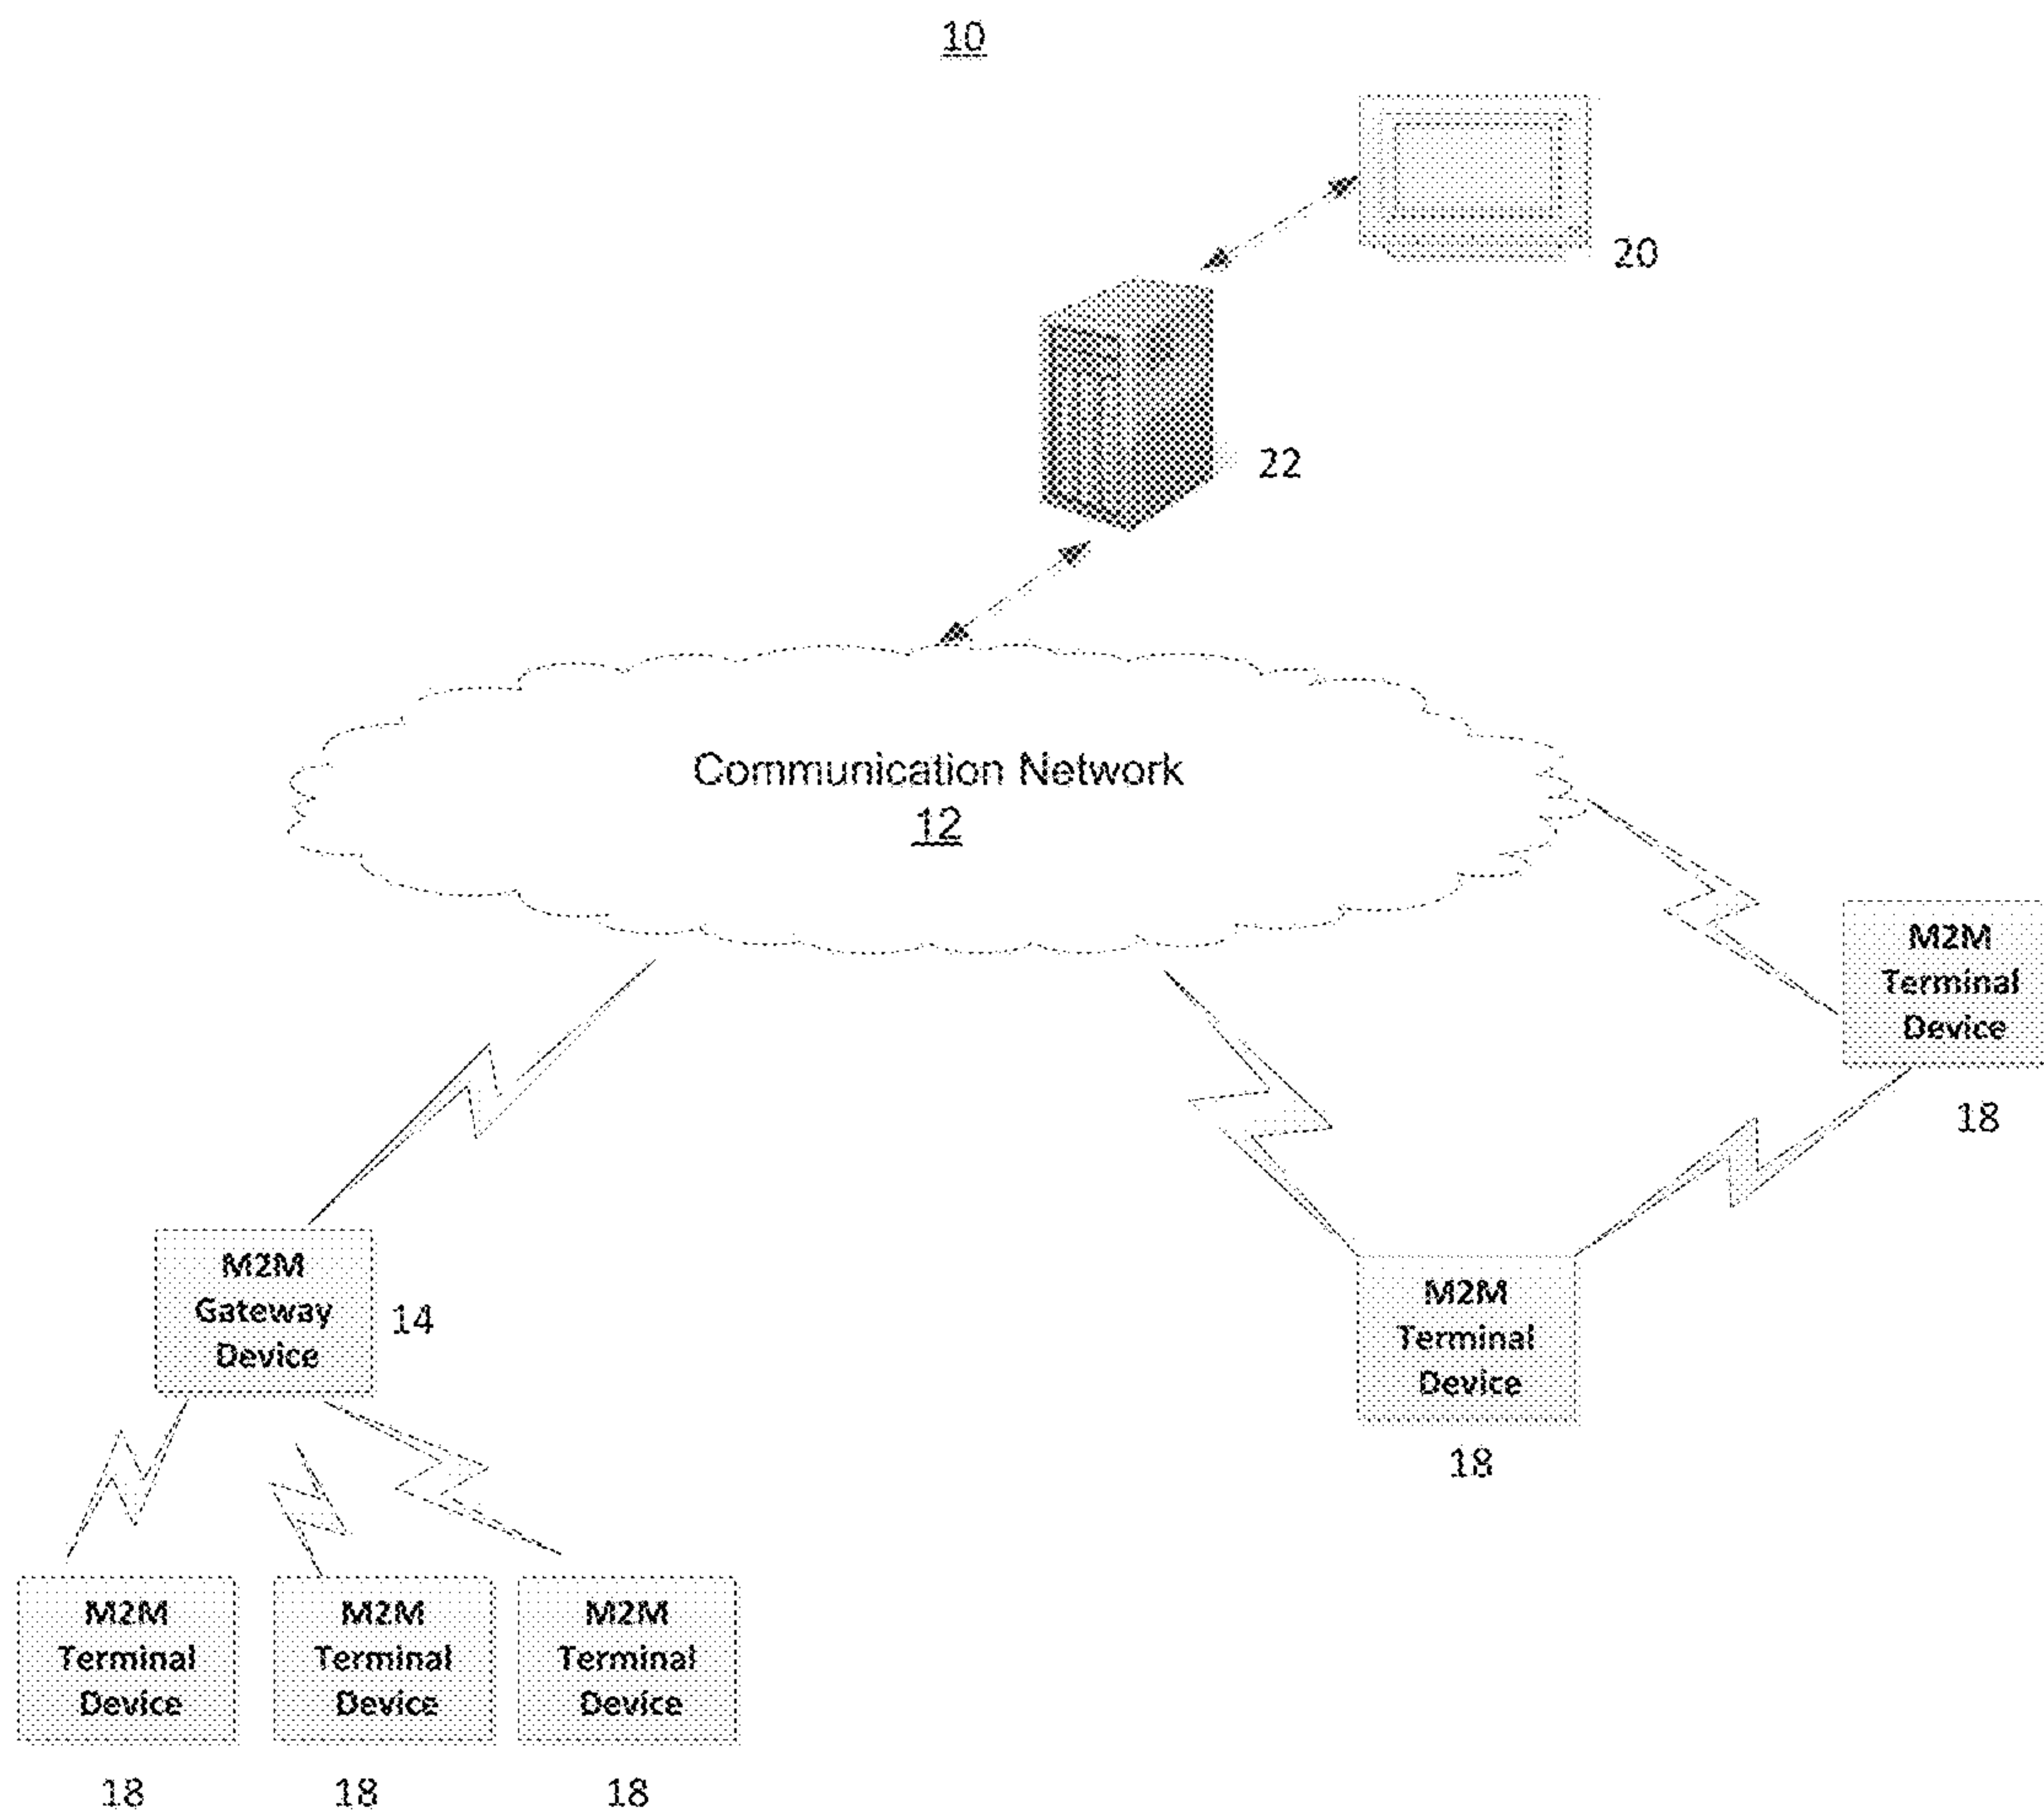 10
20
22
Communication Network
12
M2M
Terminal
Device
18
M2M
Gateway
Device
14
M2M
Terminal
Device
18
M2M
Terminal
Device
18
M2M
Terminal
Device
18
M2M
Terminal
Device
18